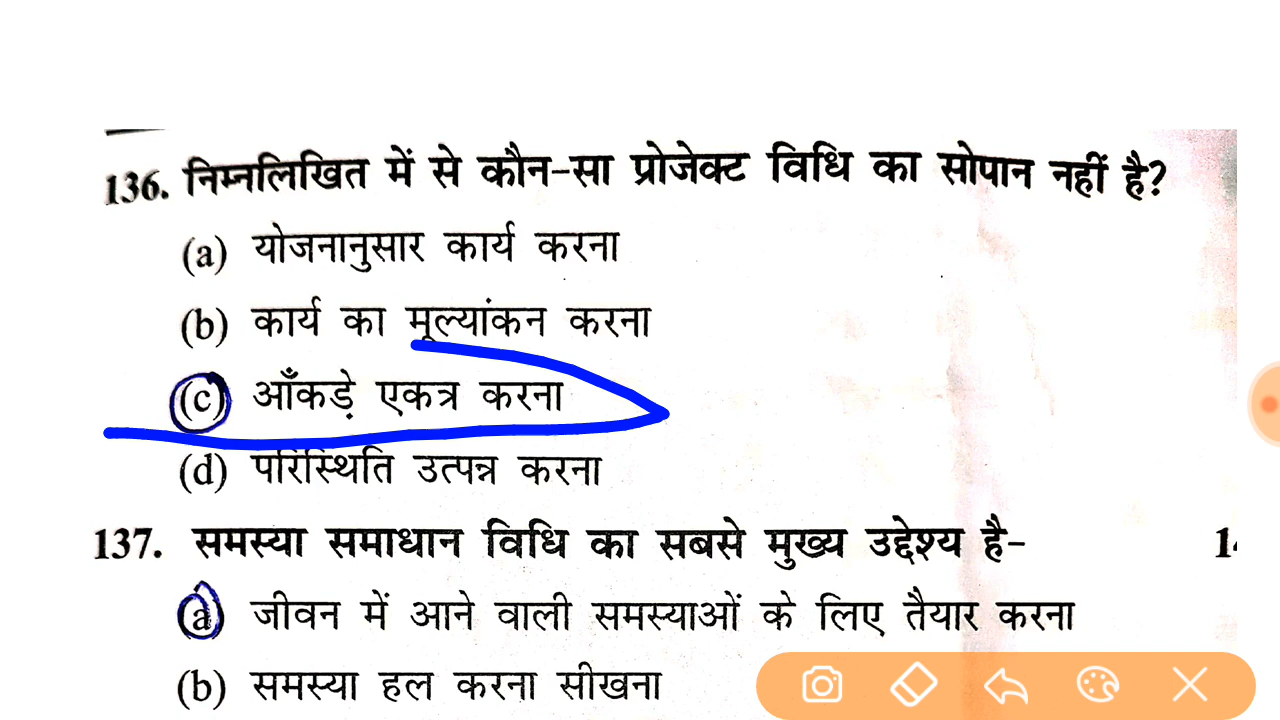 136. निम्नलिखित में से कौन-सा प्रोजेक्ट विधि का सोपान नहीं है?
(a) योजनानुसार कार्य करना
(b) कार्य का मूल्यांकन करना
(c) आँकड़े एकत्र करना
(d) परिस्थिति उत्पन्न करना
137. समस्या समाधान विधि का सबसे मुख्य उद्देश्य है-
(a) जीवन में आने वाली समस्याओं के लिए तैयार करना
(b) समस्या हल करना सीखना